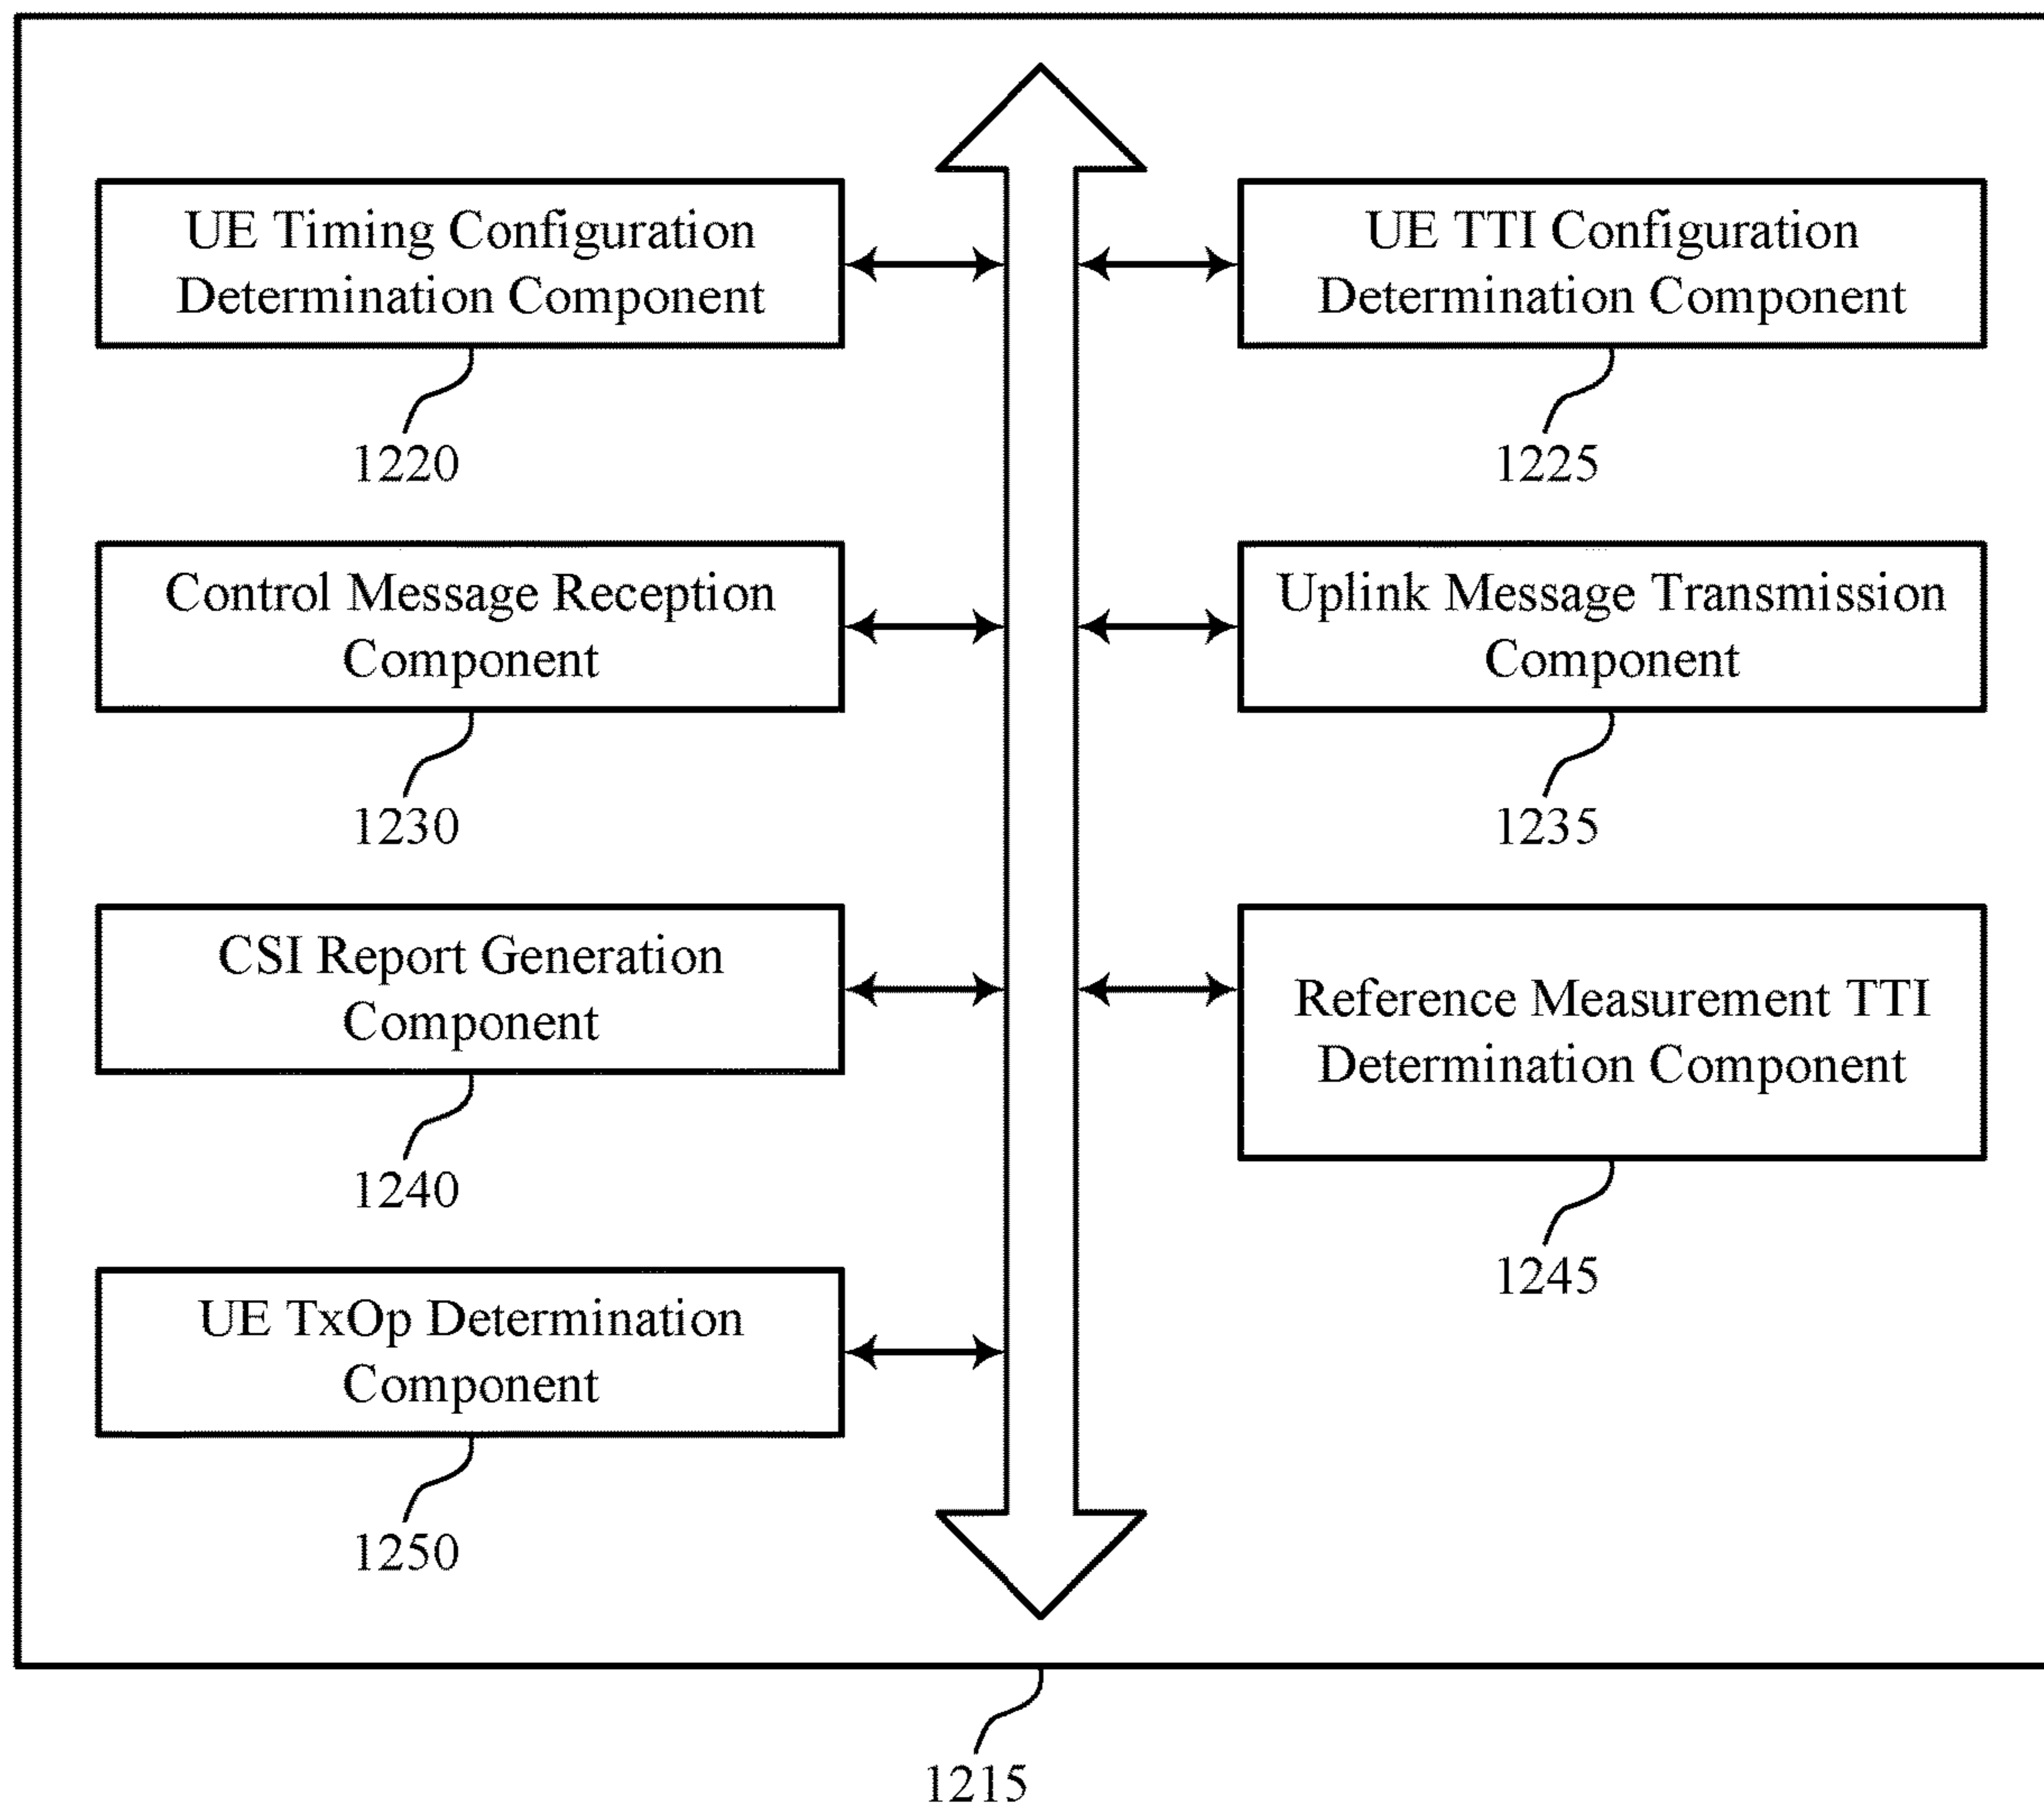 UE Timing Configuration
Determination Component
1220
UE TTI Configuration
Determination Component
1225
Control Message Reception
Component
1230
Uplink Message Transmission
Component
1235
CSI Report Generation
Component
1240
Reference Measurement TTI
Determination Component
1245
UE TxOp Determination
Component
1250
1215